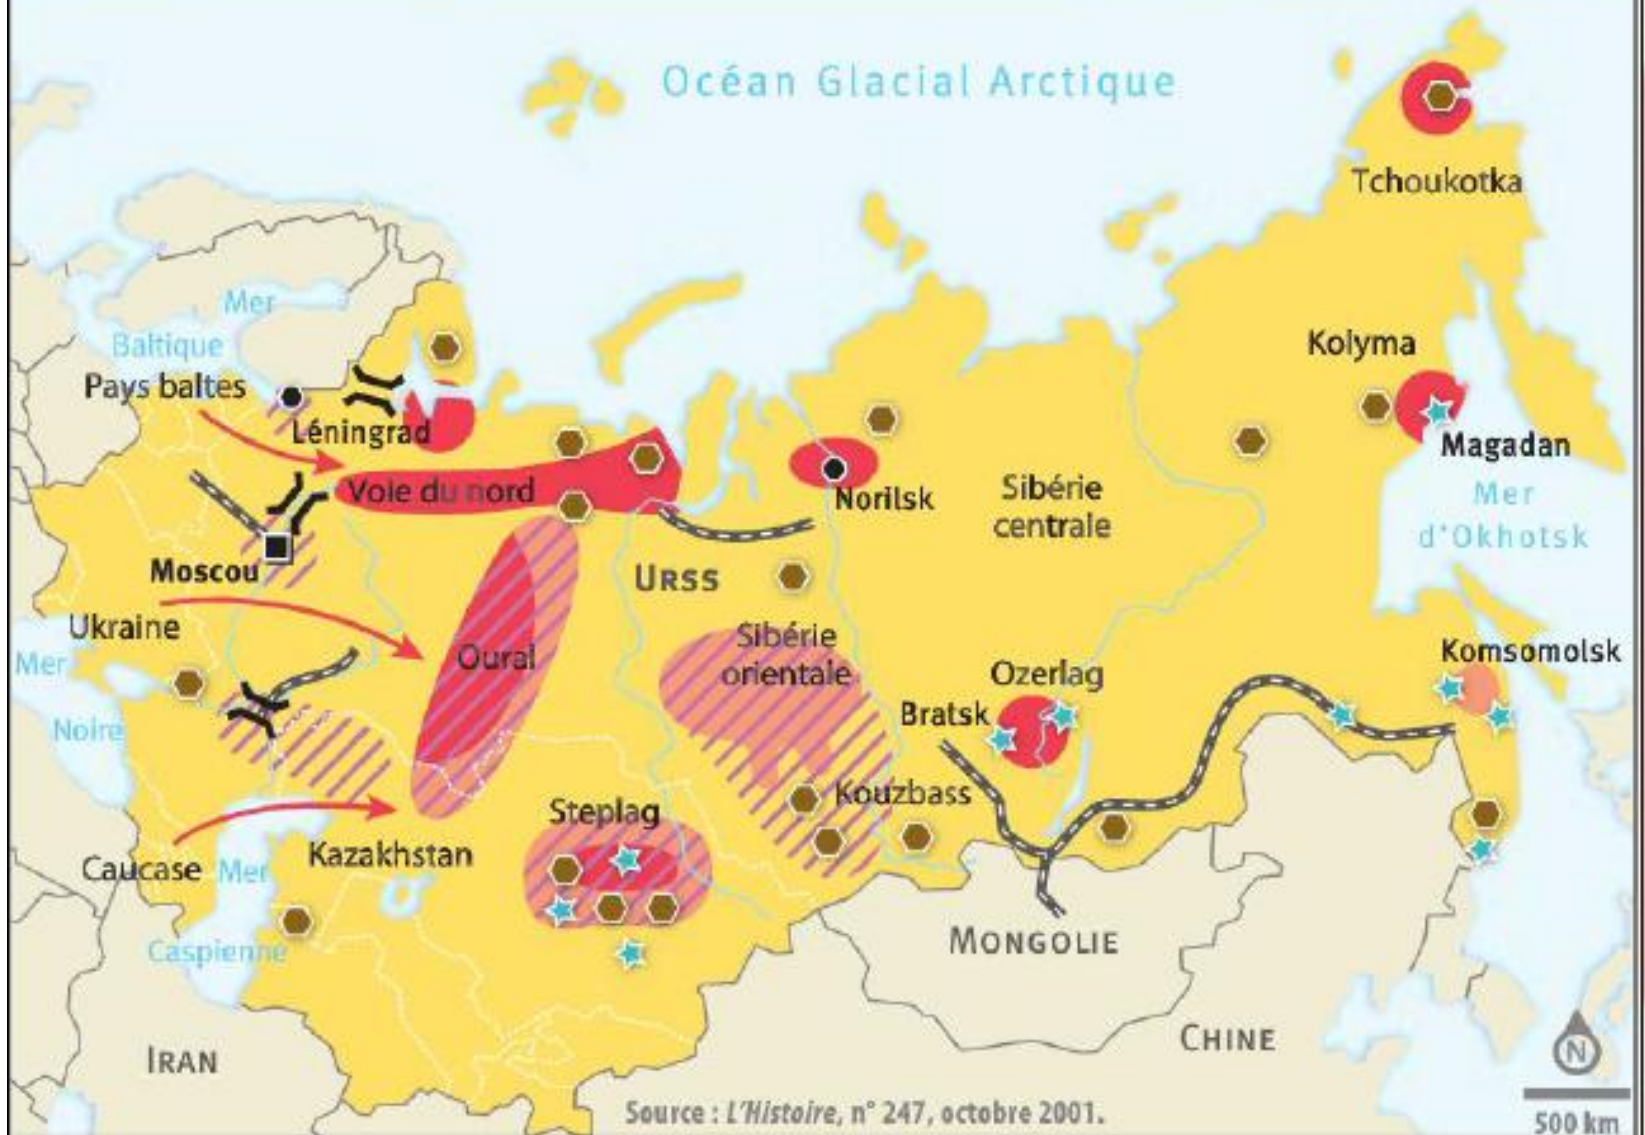 Océan Glacial Arctique
Tchoukotka
Mer
Baltique
Pays baltes
Léningrad
Kolyma
Magadan
Mer
d'Okhotsk
Voie du nord
Norilsk
Sibérie
centrale
Moscou
URSS
Ukraine
Mer
Noire
Oural
Sibérie
orientale
Ozerlag
Bratsk
Komsomolsk
Kouzbass
Steplag
Kazakhstan
Caucase
Mer
Caspienne
MONGOLIE
CHINE
IRAN
N
Source : L'Histoire, n° 247, octobre 2001.
500 km